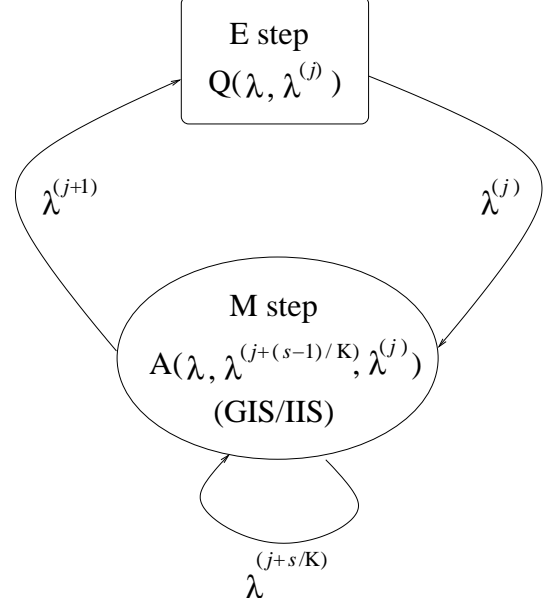 E step
Q(λ, λ^(j) )
λ^(j+1)
λ^(j)
M step
A(λ, λ^(j+(s−1)/K), λ^(j))
(GIS/IIS)
λ^(j+s/K)